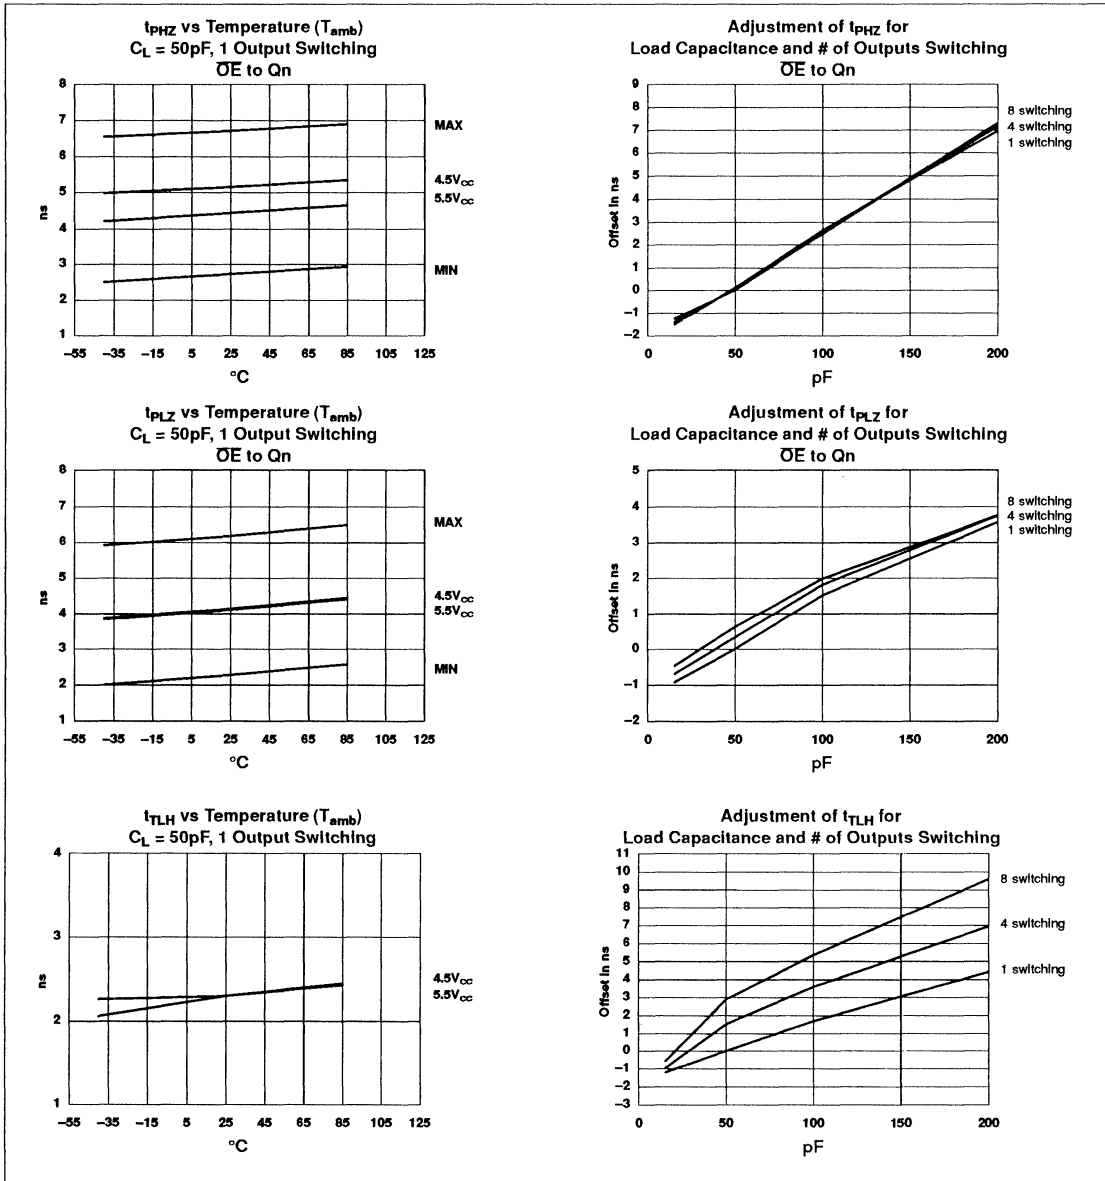 tPHZ vs Temperature (Tamb)
CL = 50pF, 1 Output Switching
O̅E̅ to Qn
8
7
6
5
4
3
2
1
ns
MAX
4.5VCC
5.5VCC
MIN
–55 –35 –15 5 25 45 65 85 105 125
°C
Adjustment of tPHZ for
Load Capacitance and # of Outputs Switching
O̅E̅ to Qn
9
8
7
6
5
4
3
2
1
0
–1
–2
Offset in ns
8 switching
4 switching
1 switching
0 50 100 150 200
pF
tPLZ vs Temperature (Tamb)
CL = 50pF, 1 Output Switching
O̅E̅ to Qn
8
7
6
5
4
3
2
1
ns
MAX
4.5VCC
5.5VCC
MIN
–55 –35 –15 5 25 45 65 85 105 125
°C
Adjustment of tPLZ for
Load Capacitance and # of Outputs Switching
O̅E̅ to Qn
5
4
3
2
1
0
–1
–2
Offset in ns
8 switching
4 switching
1 switching
0 50 100 150 200
pF
tTLH vs Temperature (Tamb)
CL = 50pF, 1 Output Switching
4
3
2
1
ns
4.5VCC
5.5VCC
–55 –35 –15 5 25 45 65 85 105 125
°C
Adjustment of tTLH for
Load Capacitance and # of Outputs Switching
11
10
9
8
7
6
5
4
3
2
1
0
–1
–2
–3
Offset in ns
8 switching
4 switching
1 switching
0 50 100 150 200
pF